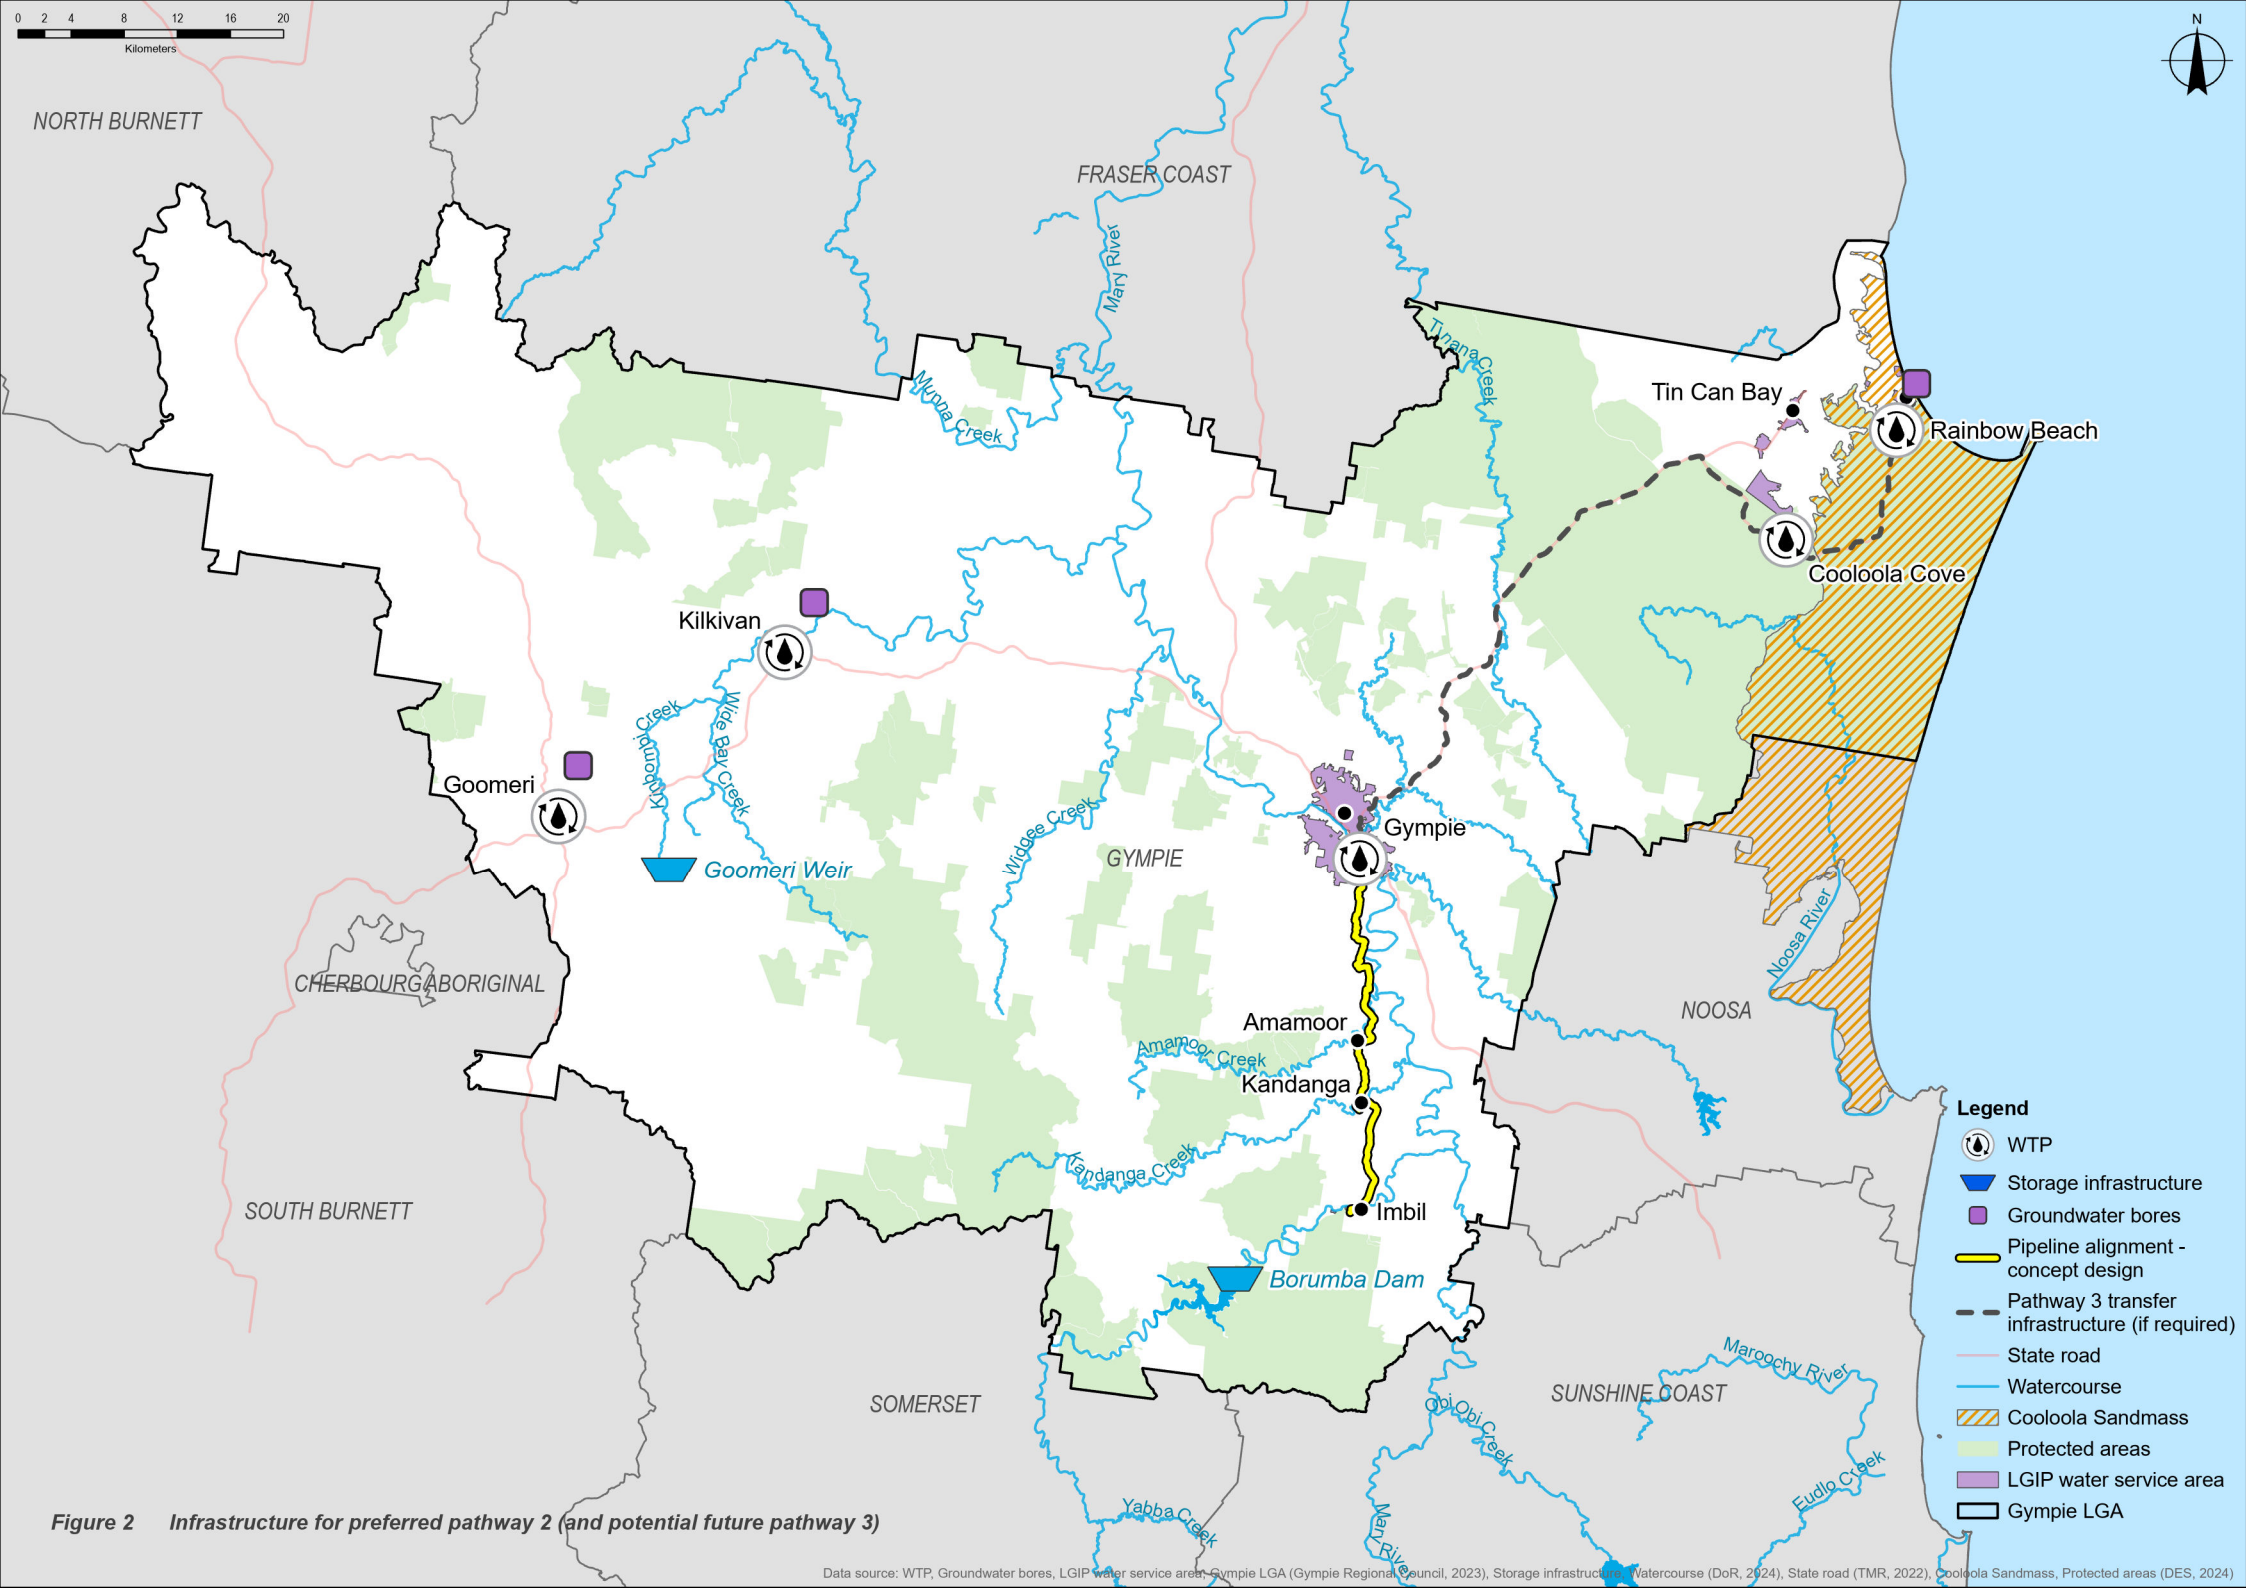 0 2 4 8 12 16 20
Kilometers
N
NORTH BURNETT
FRASER COAST
Mary River
Tinana Creek
Munna Creek
Tin Can Bay
Rainbow Beach
Cooloola Cove
Kilkivan
Kinbombi Creek
Wide Bay Creek
Goomeri
Goomeri Weir
Widgee Creek
GYMPIE
Gympie
CHERBOURG ABORIGINAL
Noosa River
NOOSA
Amamoor
Amamoor Creek
Kandanga
Kandanga Creek
SOUTH BURNETT
Imbil
Borumba Dam
SOMERSET
SUNSHINE COAST
Maroochy River
Obi Obi Creek
Eudlo Creek
Yabba Creek
Mary River
Legend
WTP
Storage infrastructure
Groundwater bores
Pipeline alignment -
concept design
Pathway 3 transfer
infrastructure (if required)
State road
Watercourse
Cooloola Sandmass
Protected areas
LGIP water service area
Gympie LGA
Figure 2 Infrastructure for preferred pathway 2 (and potential future pathway 3)
Data source: WTP, Groundwater bores, LGIP water service area, Gympie LGA (Gympie Regional Council, 2023), Storage infrastructure, Watercourse (DoR, 2024), State road (TMR, 2022), Cooloola Sandmass, Protected areas (DES, 2024)